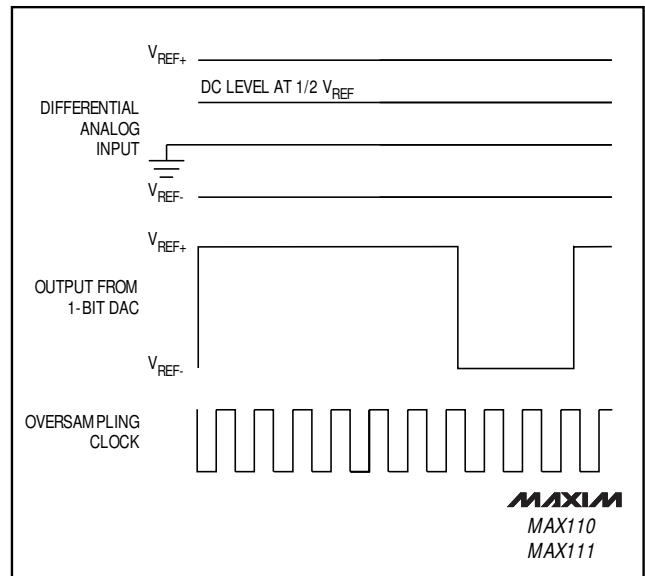 VREF+
DC LEVEL AT 1/2 VREF
DIFFERENTIAL
ANALOG
INPUT
VREF-
VREF+
OUTPUT FROM
1-BIT DAC
VREF-
OVERSAMPLING
CLOCK
MAXIM
MAX110
MAX111